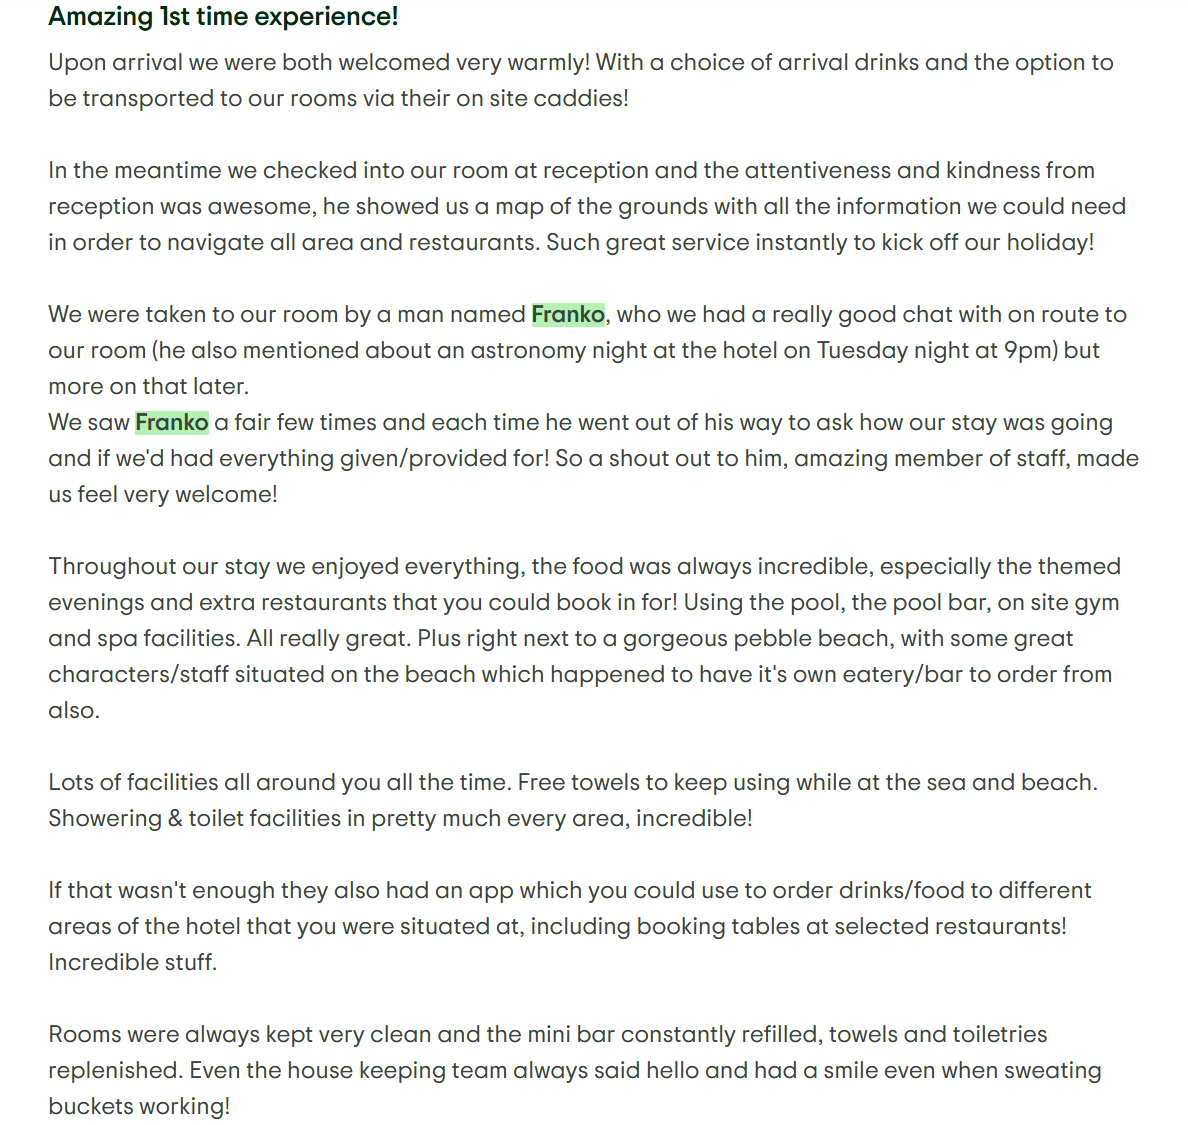 Amazing 1st time experience!
Upon arrival we were both welcomed very warmly! With a choice of arrival drinks and the option to
be transported to our rooms via their on site caddies!
In the meantime we checked into our room at reception and the attentiveness and kindness from
reception was awesome, he showed us a map of the grounds with all the information we could need
in order to navigate all area and restaurants. Such great service instantly to kick off our holiday!
We were taken to our room by a man named Franko, who we had a really good chat with on route to
our room (he also mentioned about an astronomy night at the hotel on Tuesday night at 9pm) but
more on that later.
We saw Franko a fair few times and each time he went out of his way to ask how our stay was going
and if we'd had everything given/provided for! So a shout out to him, amazing member of staff, made
us feel very welcome!
Throughout our stay we enjoyed everything, the food was always incredible, especially the themed
evenings and extra restaurants that you could book in for! Using the pool, the pool bar, on site gym
and spa facilities. All really great. Plus right next to a gorgeous pebble beach, with some great
characters/staff situated on the beach which happened to have it's own eatery/bar to order from
also.
Lots of facilities all around you all the time. Free towels to keep using while at the sea and beach.
Showering & toilet facilities in pretty much every area, incredible!
If that wasn't enough they also had an app which you could use to order drinks/food to different
areas of the hotel that you were situated at, including booking tables at selected restaurants!
Incredible stuff.
Rooms were always kept very clean and the mini bar constantly refilled, towels and toiletries
replenished. Even the house keeping team always said hello and had a smile even when sweating
buckets working!